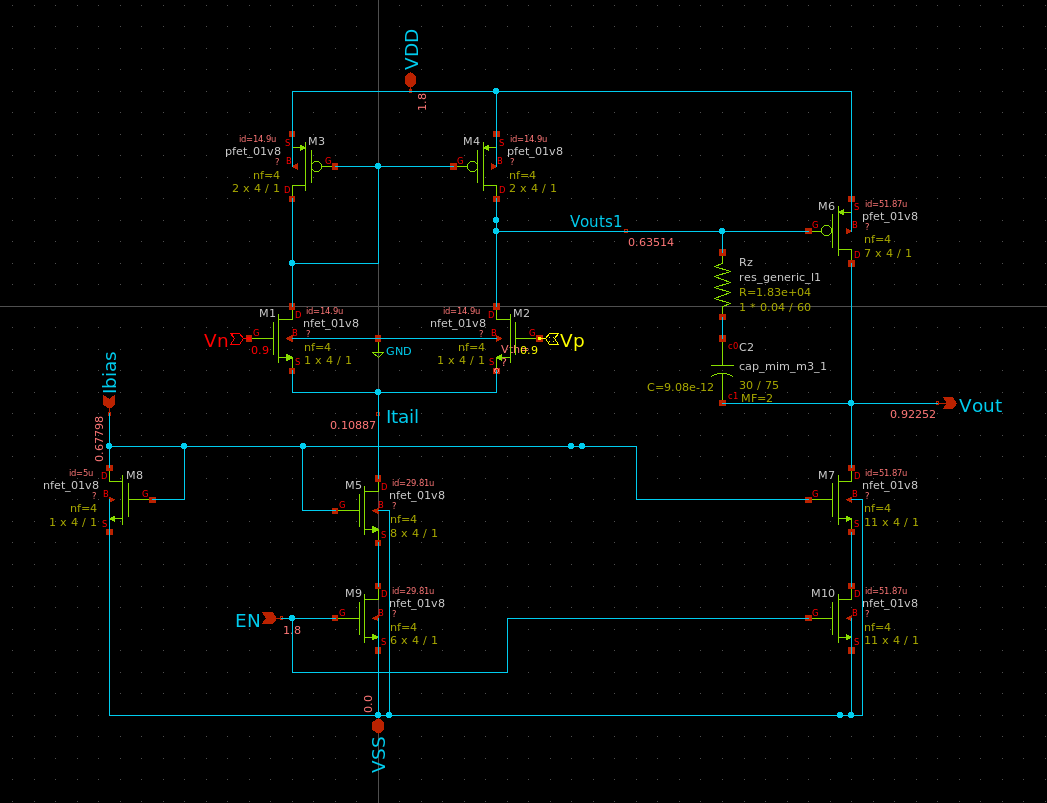 VDD
1.8
id=14.9u
M3
pfet_01v8
?
nf=4
2 x 4 / 1
S
B
G
D
M4
id=14.9u
pfet_01v8
?
nf=4
2 x 4 / 1
S
B
G
D
Vouts1
0.63514
M6
id=51.87u
pfet_01v8
?
nf=4
7 x 4 / 1
S
G
B
D
Rz
res_generic_l1
R=1.83e+04
1 * 0.04 / 60
M1
id=14.9u
nfet_01v8
?
nf=4
1 x 4 / 1
D
G
B
S
Vn
0.9
GND
id=14.9u
M2
nfet_01v8
?
nf=4
1 x 4 / 1
D
B
G
S
Vp
0.9
c0
C2
cap_mim_m3_1
C=9.08e-12
30 / 75
MF=2
c1
Vout
0.92252
Ibias
0.67798
Itail
0.10887
id=5u
M8
nfet_01v8
?
nf=4
1 x 4 / 1
D
B
G
S
M5
id=29.81u
nfet_01v8
?
nf=4
8 x 4 / 1
D
G
B
S
M7
id=51.87u
nfet_01v8
?
nf=4
11 x 4 / 1
D
G
B
S
EN
1.8
M9
id=29.81u
nfet_01v8
?
nf=4
6 x 4 / 1
D
G
B
S
M10
id=51.87u
nfet_01v8
?
nf=4
11 x 4 / 1
D
G
B
S
0.0
VSS